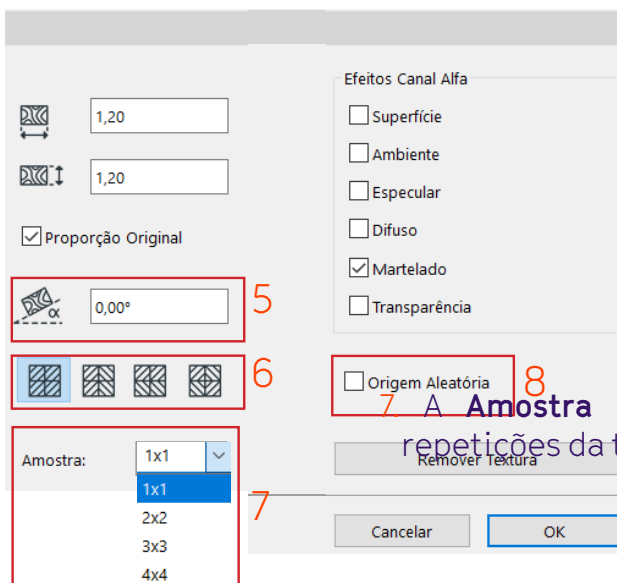 Efeitos Canal Alfa
1,20
Superfície
Ambiente
1,20
Especular
Proporção Original
Difuso
Martelado
0,00°
5
Transparência
6
Origem Aleatória
8
7. A Amostra
repetições da t
Amostra:
1x1
Remover Textura
1x1
7
2x2
Cancelar
OK
3x3
4x4